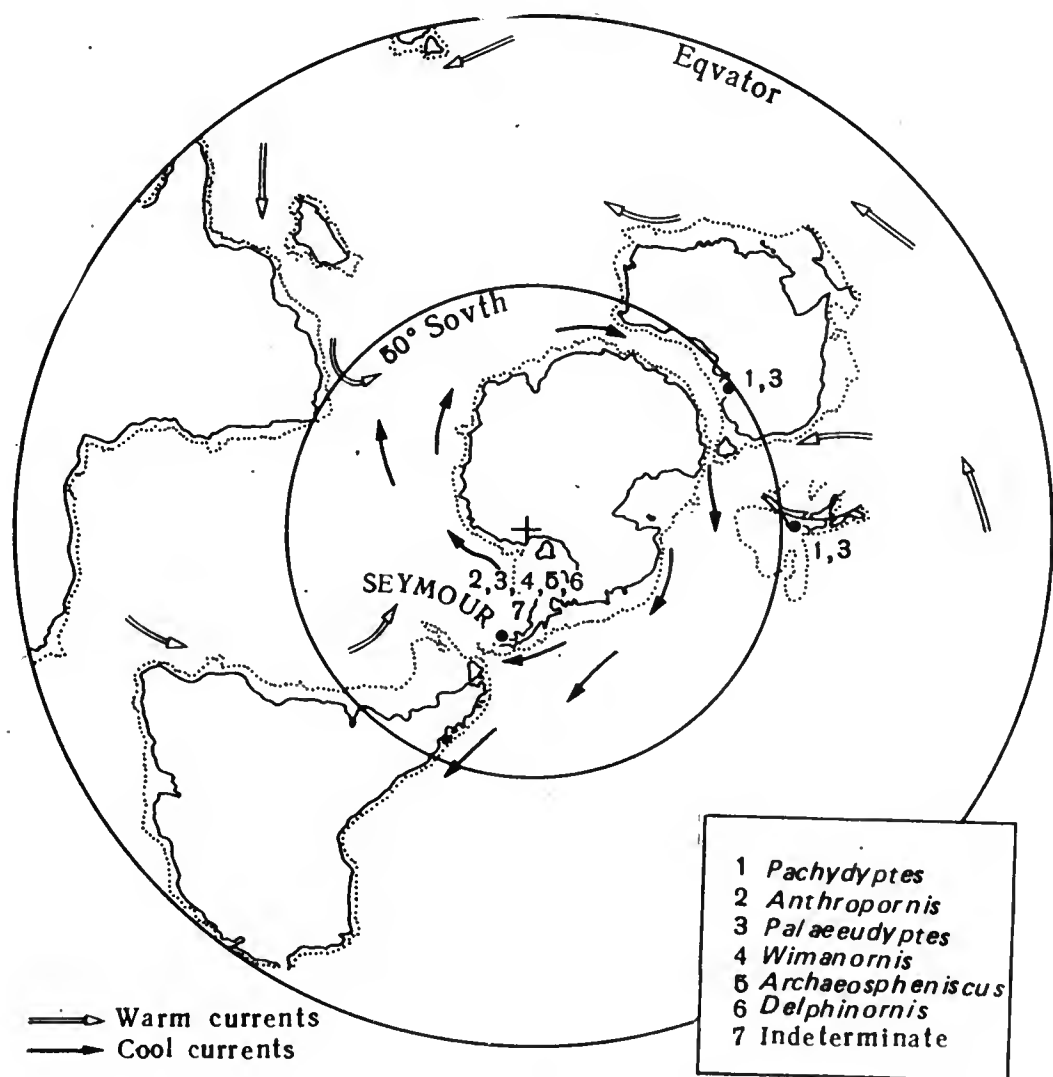 Eqvator
50° Sovth
1,3
1,3
2,3,4,5,6
7
SEYMOUR
1 Pachydyptes
2 Anthropornis
3 Palaeeudyptes
4 Wimanornis
5 Archaeospheniscus
6 Delphinornis
7 Indeterminate
Warm currents
Cool currents